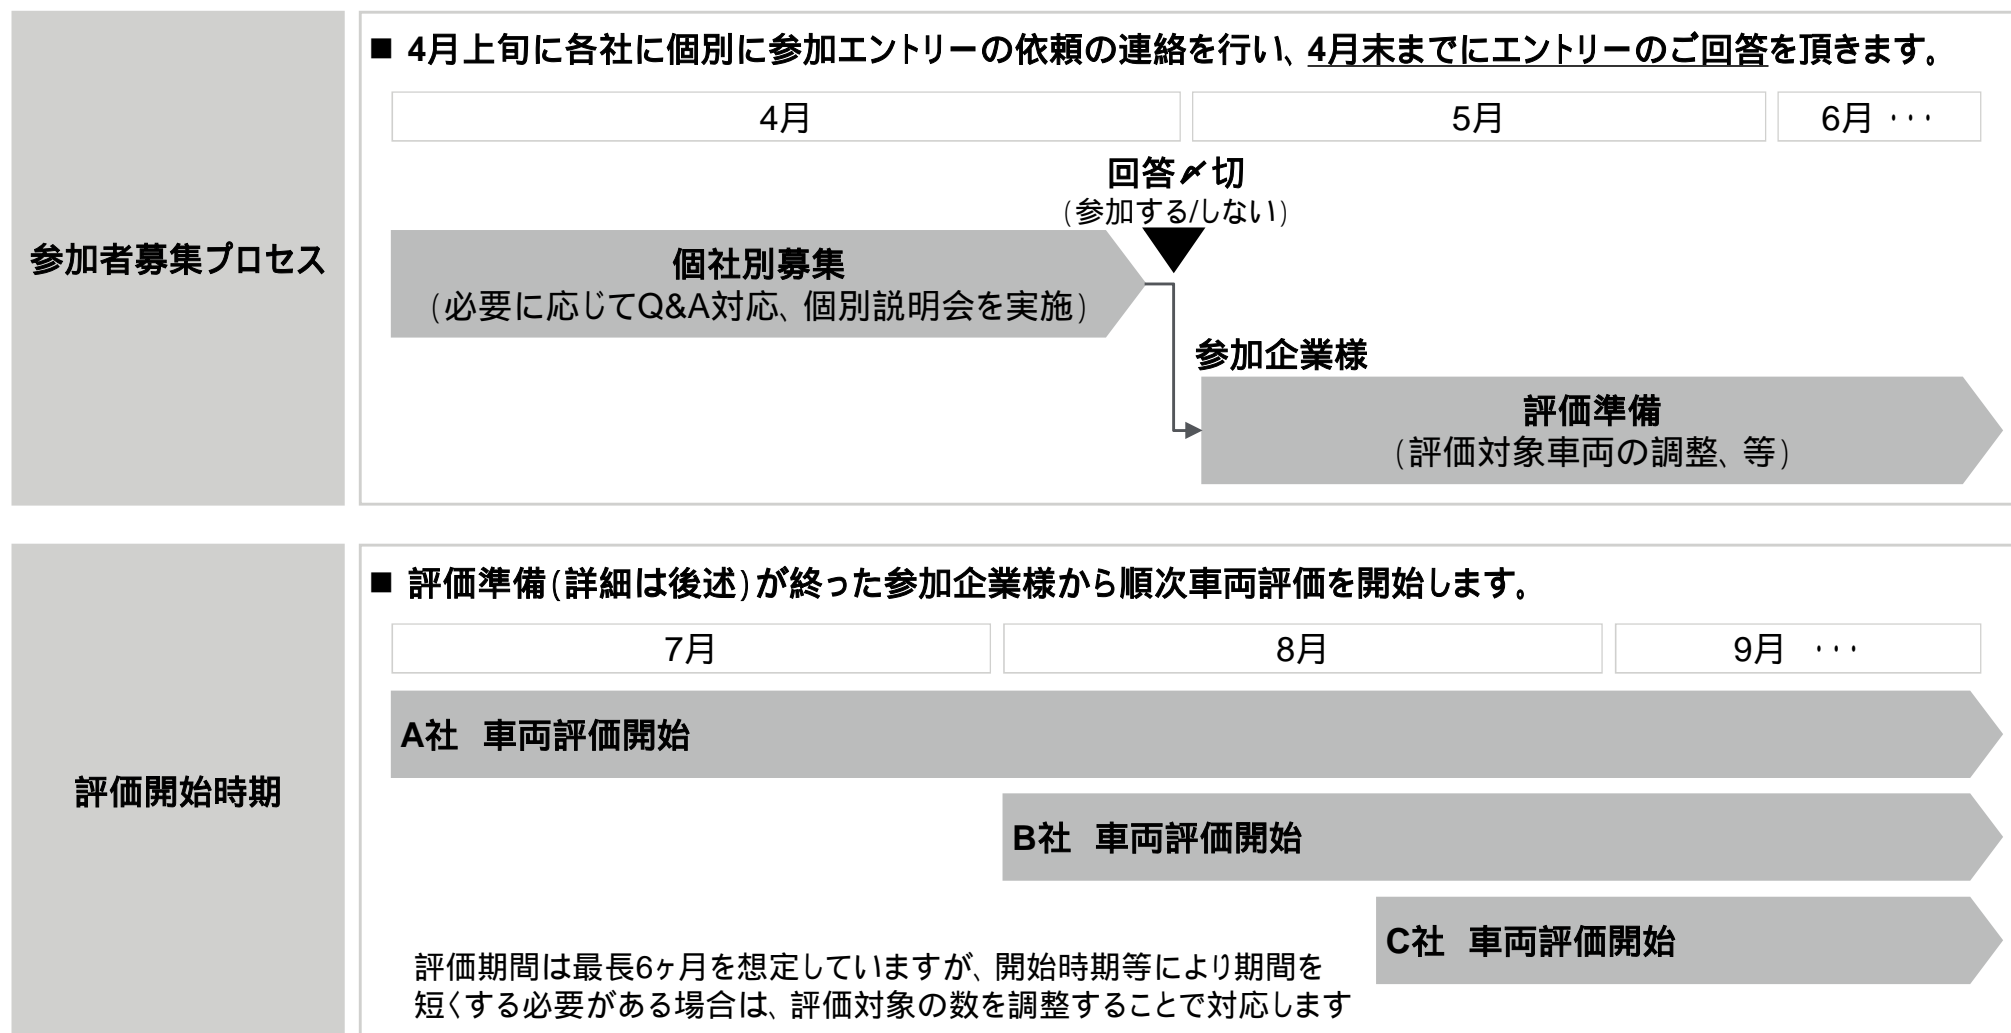 参加者募集プロセス
■ 4月上旬に各社に個別に参加エントリーの依頼の連絡を行い、4月末までにエントリーのご回答を頂きます。
4月
5月
6月 ･･･
回答〆切
(参加する/しない)
個社別募集
(必要に応じてQ&A対応、個別説明会を実施)
参加企業様
評価準備
(評価対象車両の調整、等)
評価開始時期
■ 評価準備(詳細は後述)が終った参加企業様から順次車両評価を開始します。
7月
8月
9月 ･･･
A社 車両評価開始
B社 車両評価開始
C社 車両評価開始
評価期間は最長6ヶ月を想定していますが、開始時期等により期間を
短くする必要がある場合は、評価対象の数を調整することで対応します